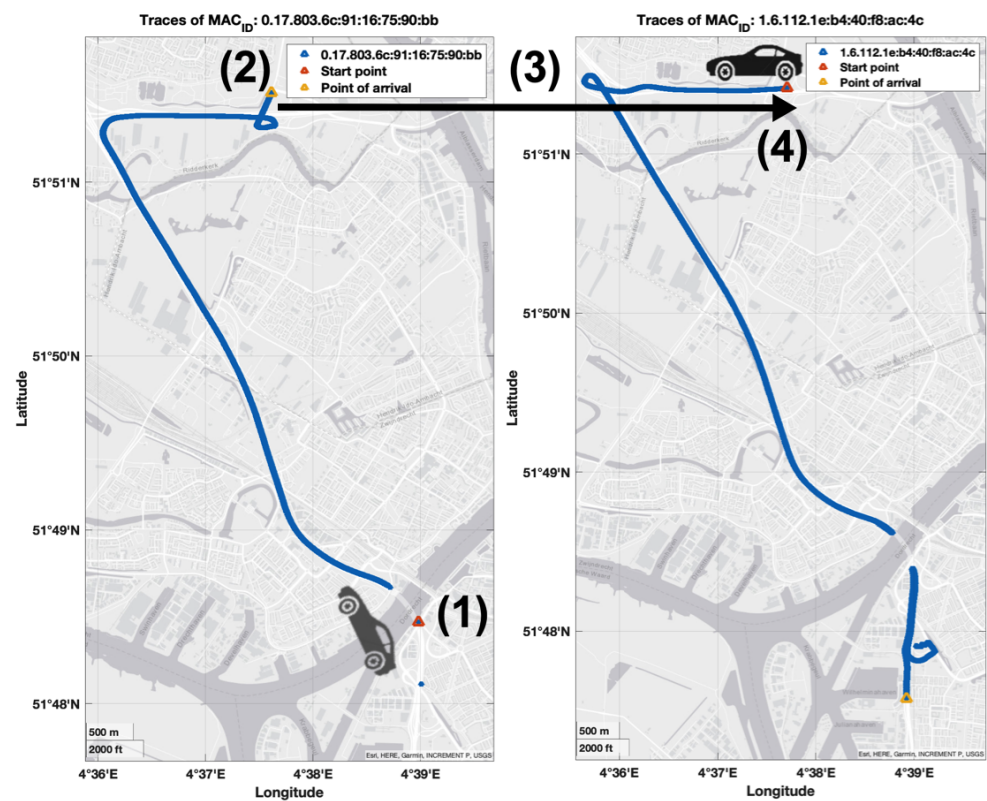 Traces of MAC_ID: 0.17.803.6c:91:16:75:90:bb
(2)
0.17.803.6c:91:16:75:90:bb
Start point
Point of arrival
51°51'N
51°50'N
51°49'N
51°48'N
Latitude
(1)
500 m
2000 ft
Esri, HERE, Garmin, INCREMENT P, USGS
4°36'E 4°37'E 4°38'E 4°39'E
Longitude
(3)
Traces of MAC_ID: 1.6.112.1e:b4:40:f8:ac:4c
1.6.112.1e:b4:40:f8:ac:4c
Start point
Point of arrival
(4)
51°51'N
51°50'N
51°49'N
51°48'N
Latitude
500 m
2000 ft
Esri, HERE, Garmin, INCREMENT P, USGS
4°36'E 4°37'E 4°38'E 4°39'E
Longitude